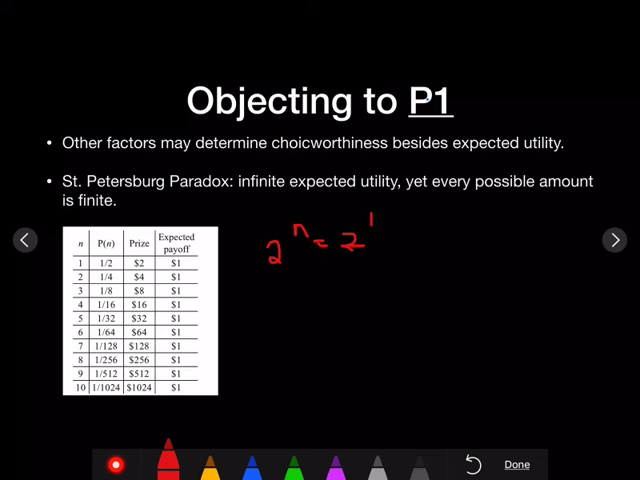 Objecting to P1
• Other factors may determine choicworthiness besides expected utility.
• St. Petersburg Paradox: infinite expected utility, yet every possible amount
is finite.
n P(n) Prize Expected payoff
1 1/2 $2 $1
2 1/4 $4 $1
3 1/8 $8 $1
4 1/16 $16 $1
5 1/32 $32 $1
6 1/64 $64 $1
7 1/128 $128 $1
8 1/256 $256 $1
9 1/512 $512 $1
10 1/1024 $1024 $1
2^n = 2^1
Done